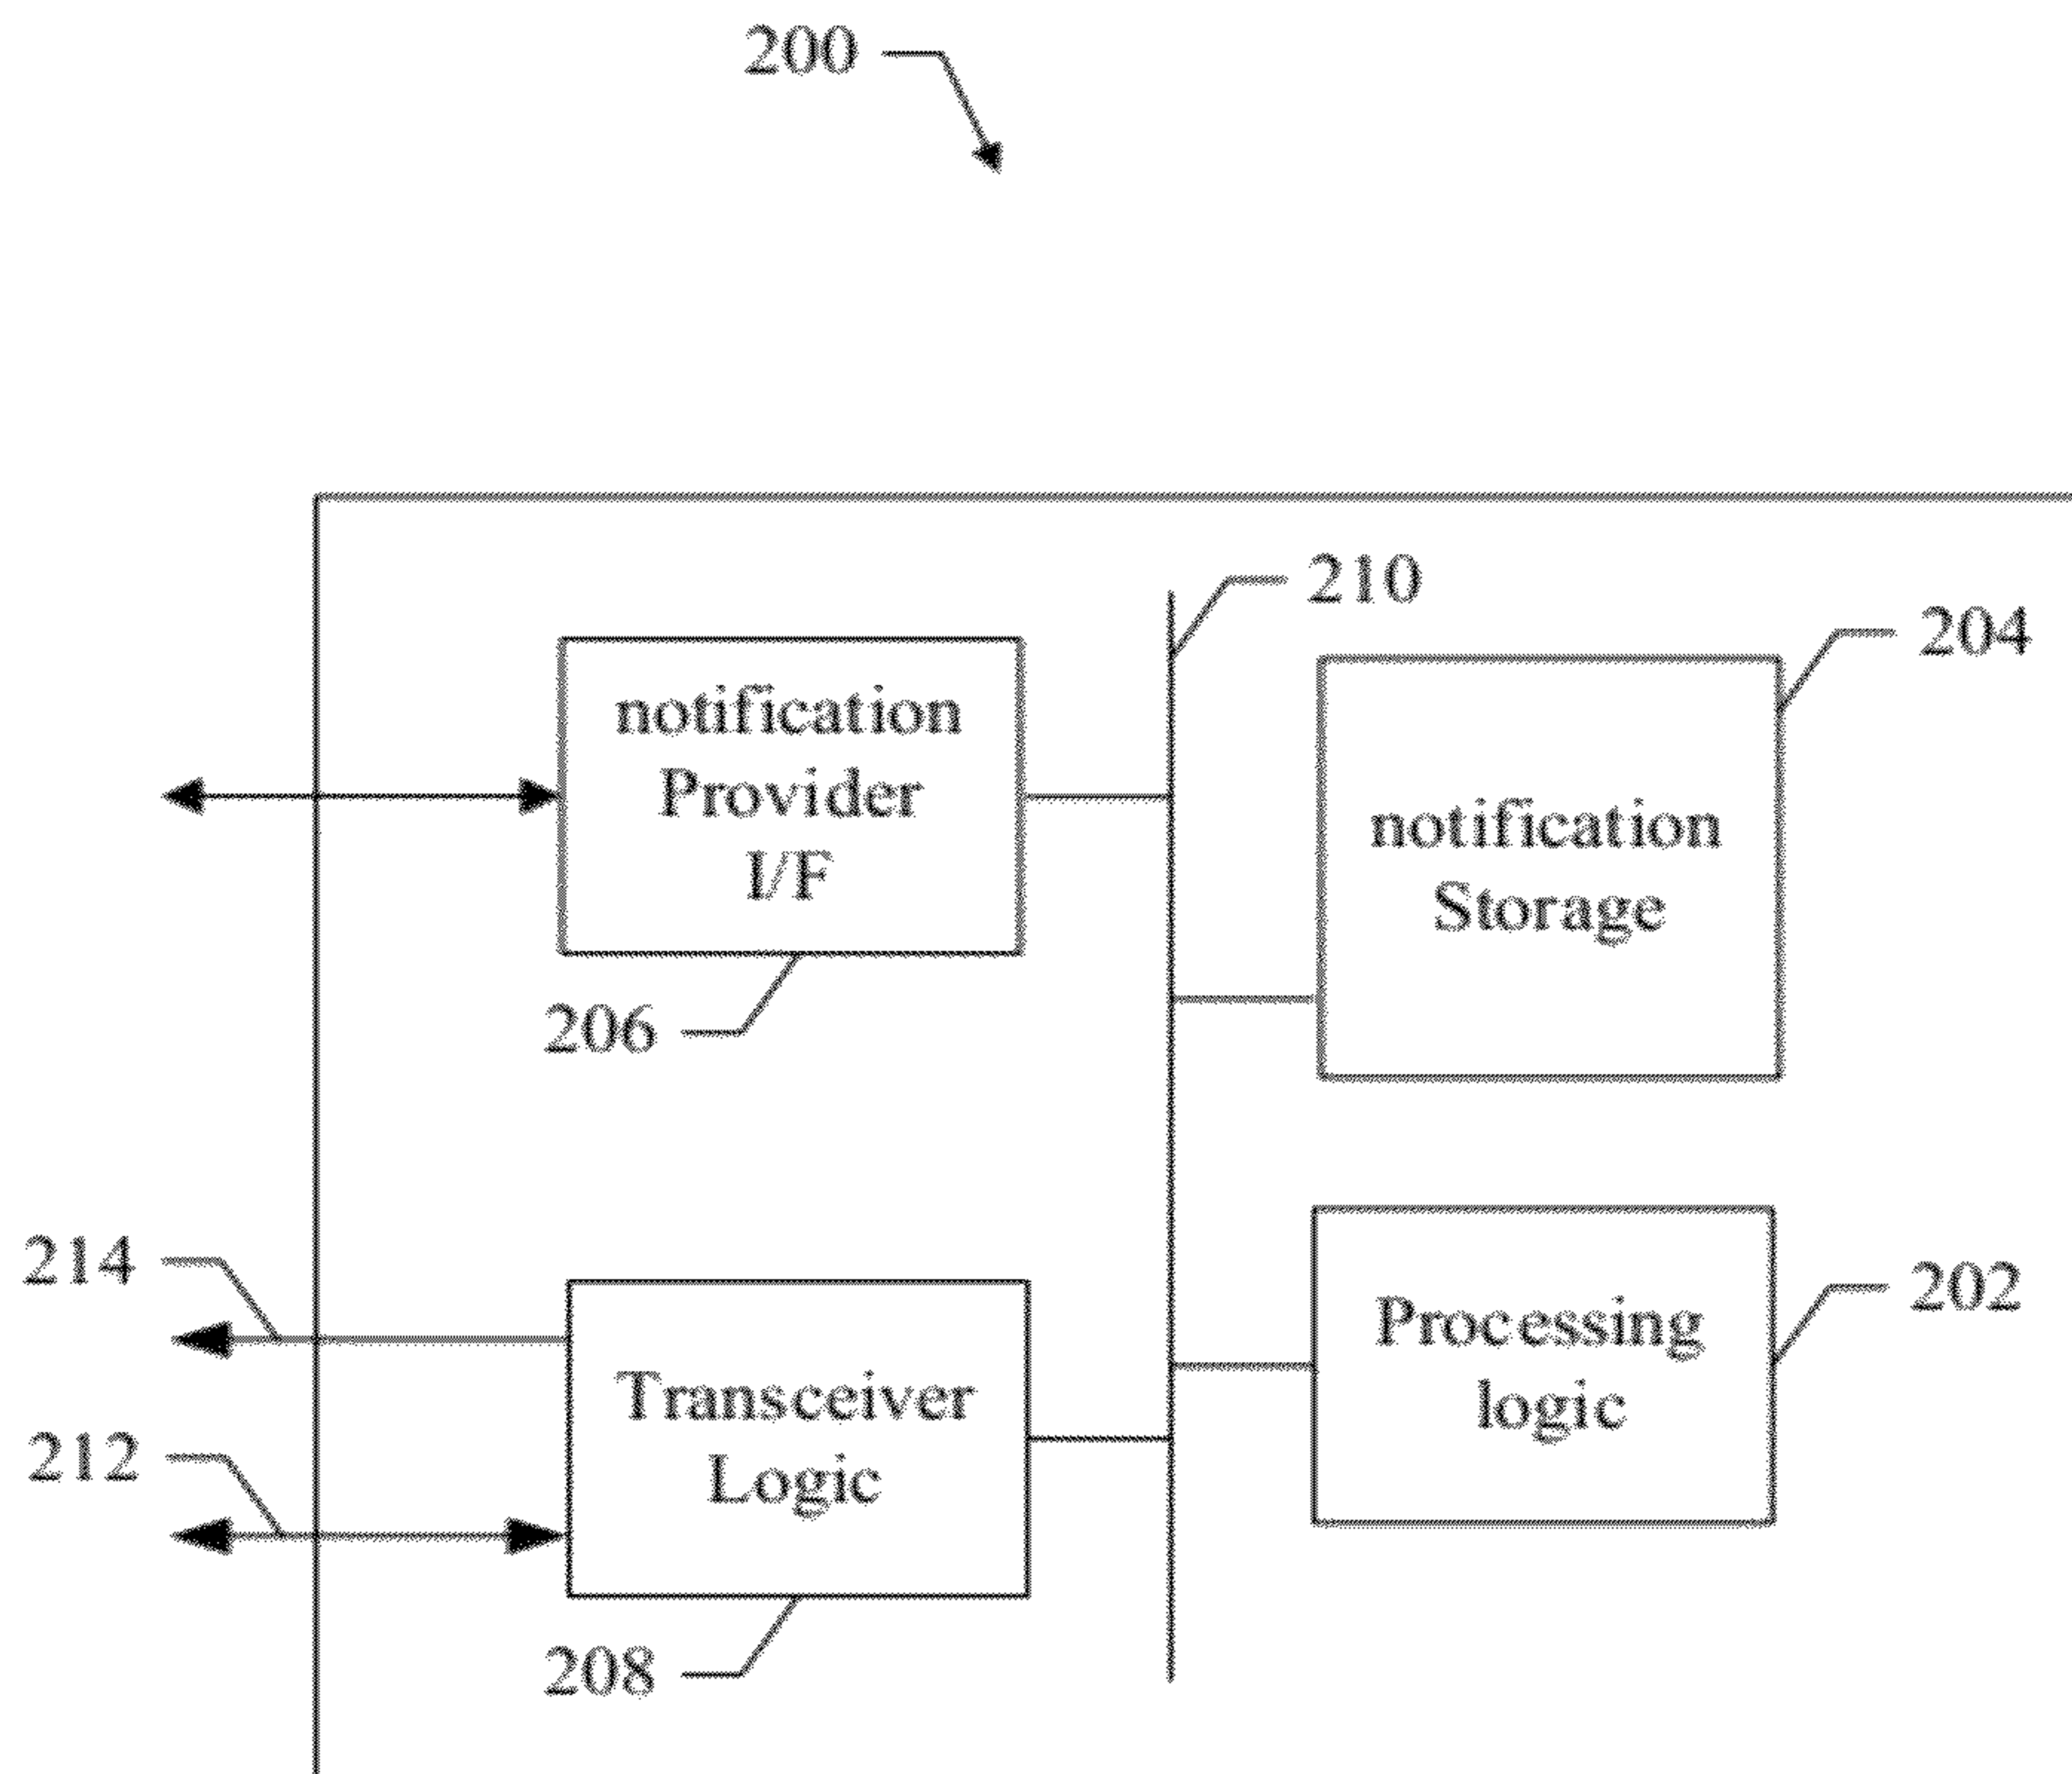 200
210
204
notification
Provider
I/F
notification
Storage
206
214
202
Processing
logic
Transceiver
Logic
212
208